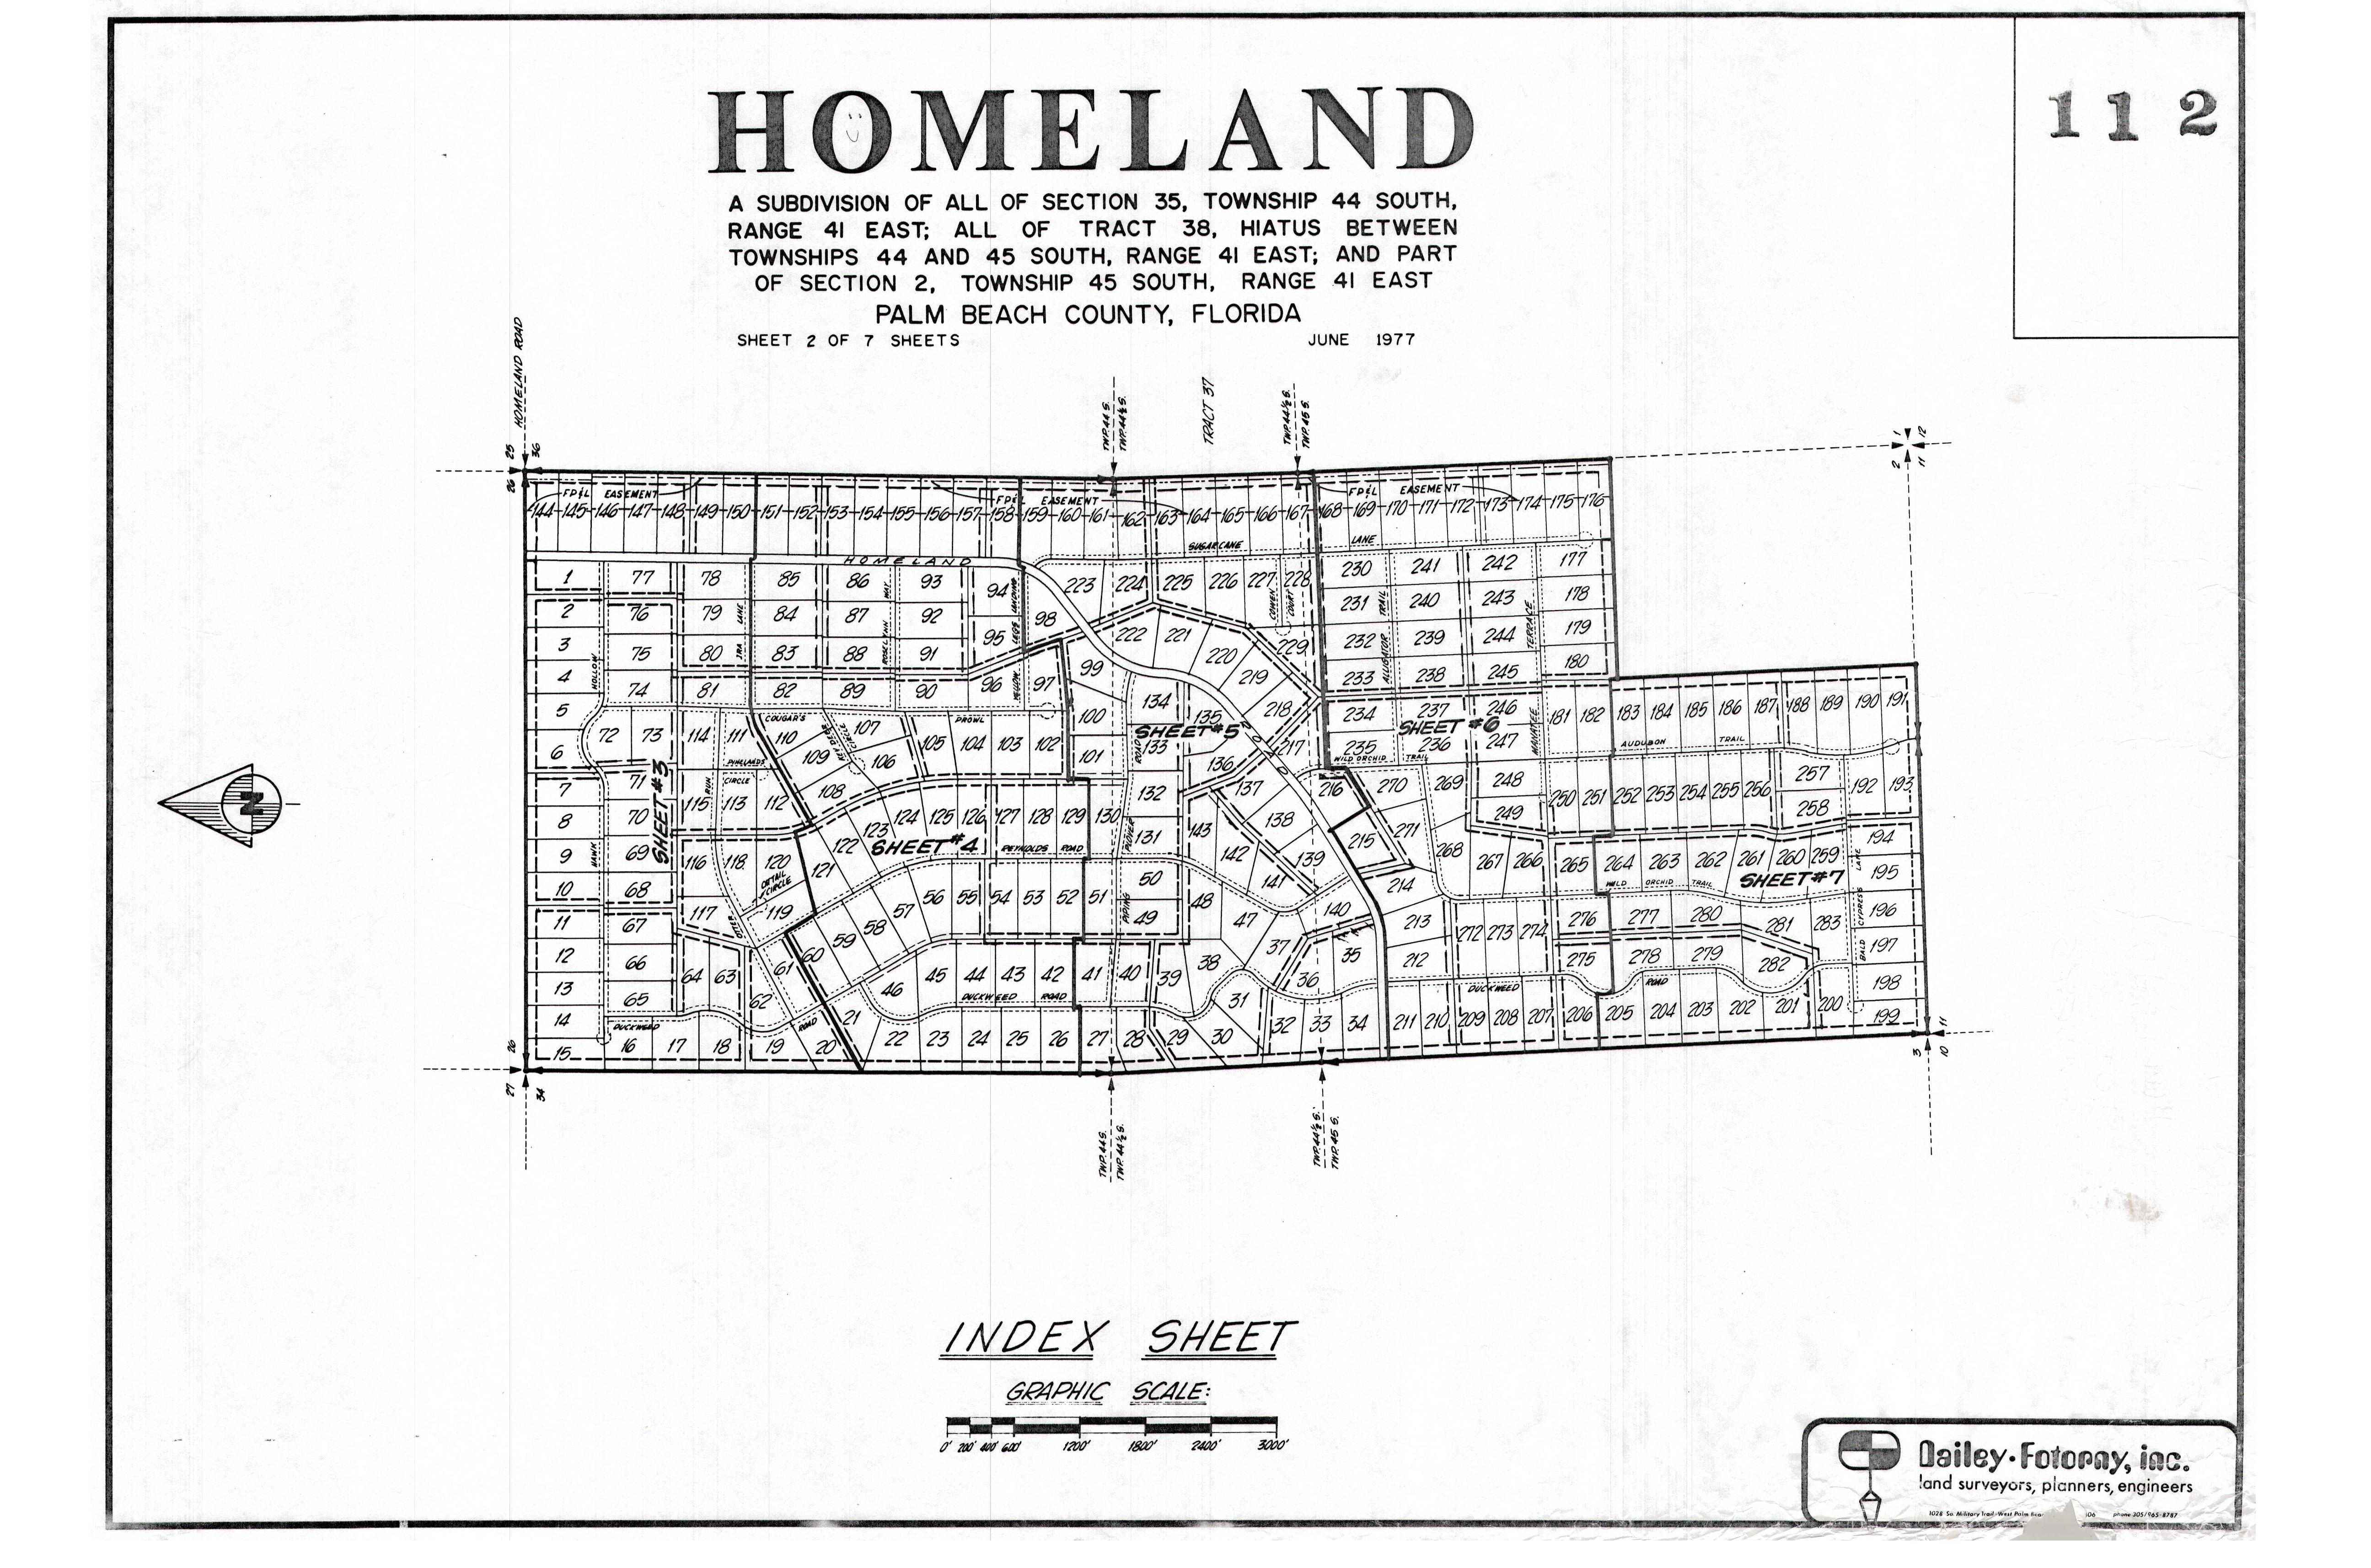 HOMELAND
112
A SUBDIVISION OF ALL OF SECTION 35, TOWNSHIP 44 SOUTH,
RANGE 41 EAST; ALL OF TRACT 38, HIATUS BETWEEN
TOWNSHIPS 44 AND 45 SOUTH, RANGE 41 EAST; AND PART
OF SECTION 2, TOWNSHIP 45 SOUTH, RANGE 41 EAST
PALM BEACH COUNTY, FLORIDA
SHEET 2 OF 7 SHEETS JUNE 1977
HOMELAND ROAD
TWP. 44 S.
TWP. 44½ S.
TRACT 37
TWP. 44½ S.
TWP. 45 S.
25 36
26
1 12
2 11
FP&L EASEMENT
FP&L EASEMENT
FP&L EASEMENT
144 145 146 147 148 149 150 151 152 153 154 155 156 157 158 159 160 161 162 163 164 165 166 167 168 169 170 171 172 173 174 175 176
SUGARCANE LANE
HOMELAND ROAD
1 77 78 85 86 93 94 223 224 225 226 227 228 230 241 242 177
2 76 79 84 87 92 98 231 240 243 178
3 75 80 83 88 91 95 222 221 220 229 232 239 244 179
4 74 81 82 89 90 96 97 99 219 233 238 245 180
HAWK HOLLOW
IRA LANE
ROSELYNN WAY
YELLOW LEGS LANDING
COWEN COURT
ALLIGATOR TRAIL
MANATEE TERRACE
5 72 73 114 111 110 107 105 104 103 102 100 134 135 218 234 237 246 181 182 183 184 185 186 187 188 189 190 191
COUGAR'S PROWL
KEY DEER CIRCLE
SHEET #5
SHEET #6
6 109 106 101 133 136 217 235 236 247
PINELANDS CIRCLE
WILD ORCHID TRAIL
AUDUBON TRAIL
7 71 115 113 112 108 132 137 216 270 269 248 250 251 252 253 254 255 256 257 192 193
SHEET #3
8 70 123 124 125 126 127 128 129 130 131 143 138 215 271 249 258
SHEET #4
REYNOLDS ROAD
PIPING PLOVER ROAD
9 69 116 118 120 122 121 142 139 268 267 266 265 264 263 262 261 260 259 194
OTTER RUN
DETAIL CIRCLE
WILD ORCHID TRAIL
SHEET #7
BALD CYPRESS LANE
10 68 117 119 57 56 55 54 53 52 51 50 48 141 214 195
11 67 59 58 49 47 140 213 272 273 274 276 277 280 281 283 196
12 66 64 63 61 60 45 44 43 42 41 40 39 38 37 35 212 275 278 279 282 197
13 65 62 46 31 36 198
DUCKWEED ROAD
DUCKWEED ROAD
DUCKWEED ROAD
14 21 22 23 24 25 26 27 28 29 30 32 33 34 211 210 209 208 207 206 205 204 203 202 201 200 199
15 16 17 18 19 20
26
27 34
11
3 10
TWP. 44 S.
TWP. 44½ S.
TWP. 44½ S.
TWP. 45 S.
N
INDEX SHEET
GRAPHIC SCALE:
0' 200' 400' 600' 1200' 1800' 2400' 3000'
Dailey·Fotorny, inc.
land surveyors, planners, engineers
1028 So. Military Trail·West Palm
106 phone 305/965-8787